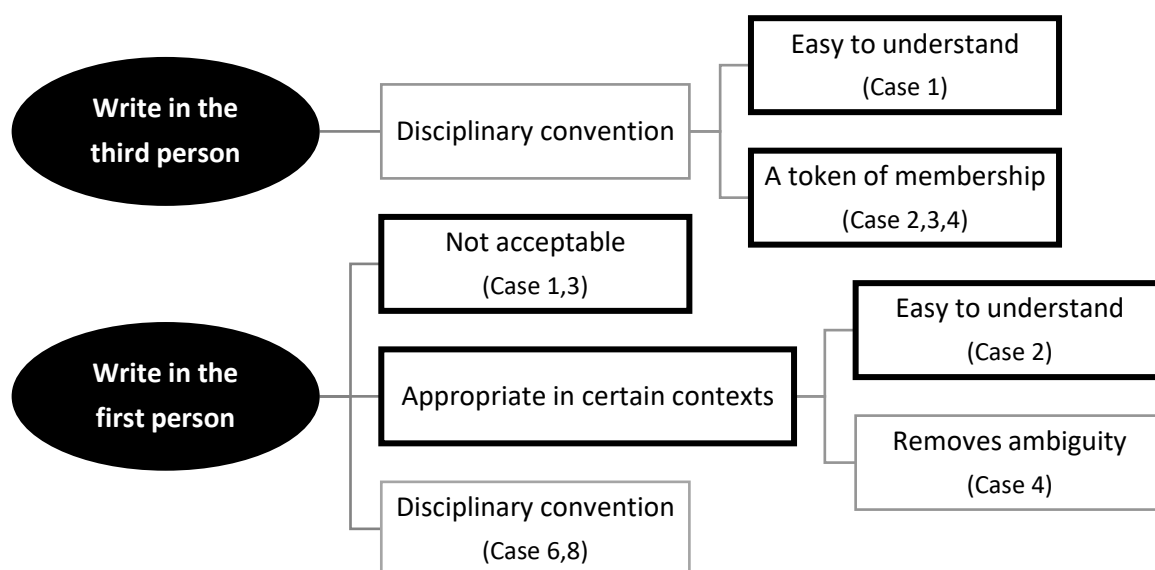 Write in the
third person
Disciplinary convention
Easy to understand
(Case 1)
A token of membership
(Case 2,3,4)
Write in the
first person
Not acceptable
(Case 1,3)
Appropriate in certain contexts
Easy to understand
(Case 2)
Removes ambiguity
(Case 4)
Disciplinary convention
(Case 6,8)